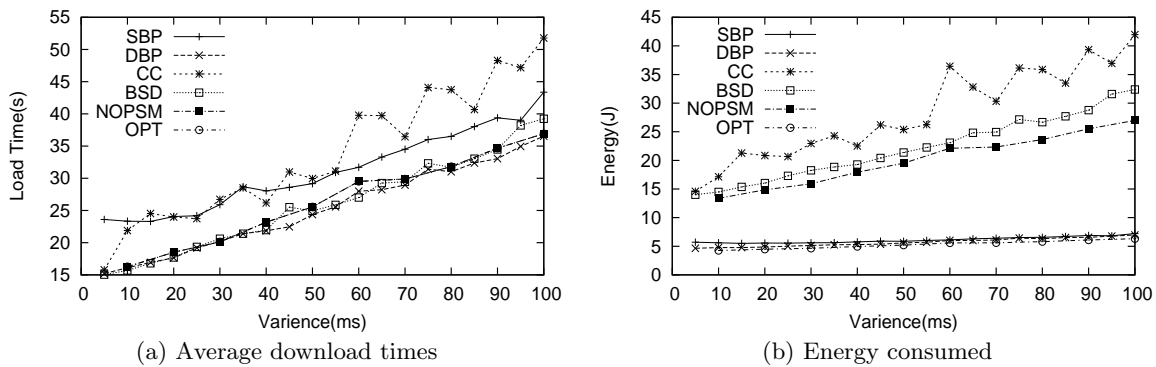 55
50
45
40
35
30
25
20
15
Load Time(s)
SBP
DBP
CC
BSD
NOPSM
OPT
0 10 20 30 40 50 60 70 80 90 100
Varience(ms)
(a) Average download times
45
40
35
30
25
20
15
10
5
0
Energy(J)
SBP
DBP
CC
BSD
NOPSM
OPT
0 10 20 30 40 50 60 70 80 90 100
Varience(ms)
(b) Energy consumed